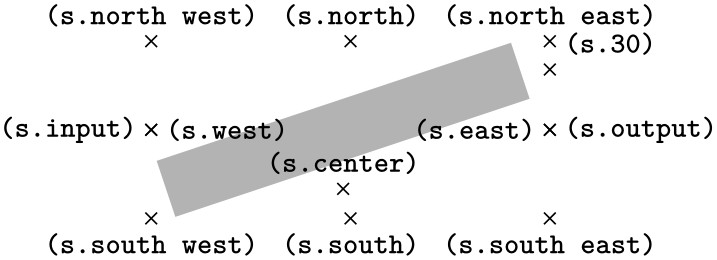 (s.north west) (s.north) (s.north east)
(s.30)
(s.input) (s.west) (s.east) (s.output)
(s.center)
(s.south west) (s.south) (s.south east)